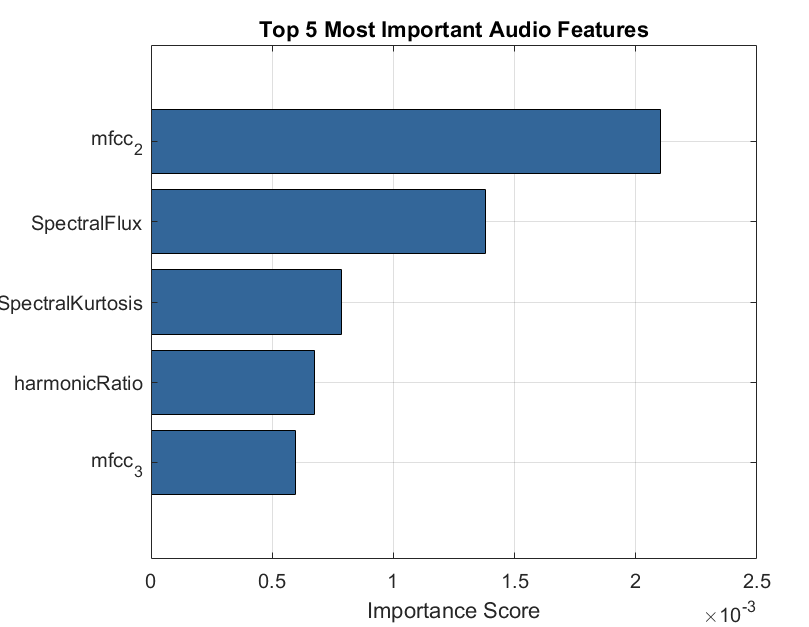 Top 5 Most Important Audio Features
mfcc₂
SpectralFlux
SpectralKurtosis
harmonicRatio
mfcc₃
0 0.5 1 1.5 2 2.5
×10⁻³
Importance Score